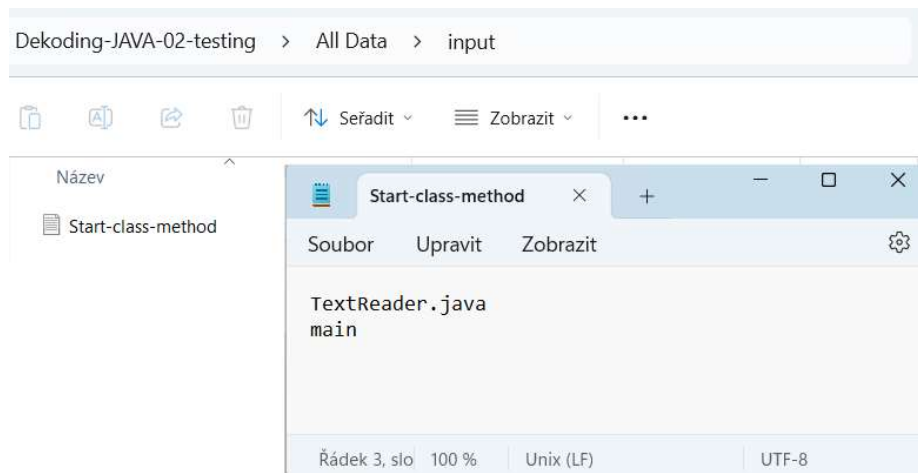 Dekoding-JAVA-02-testing > All Data > input
Seřadit
Zobrazit
Název
Start-class-method
Start-class-method
Soubor Upravit Zobrazit
TextReader.java
main
Řádek 3, slo 100 % Unix (LF) UTF-8